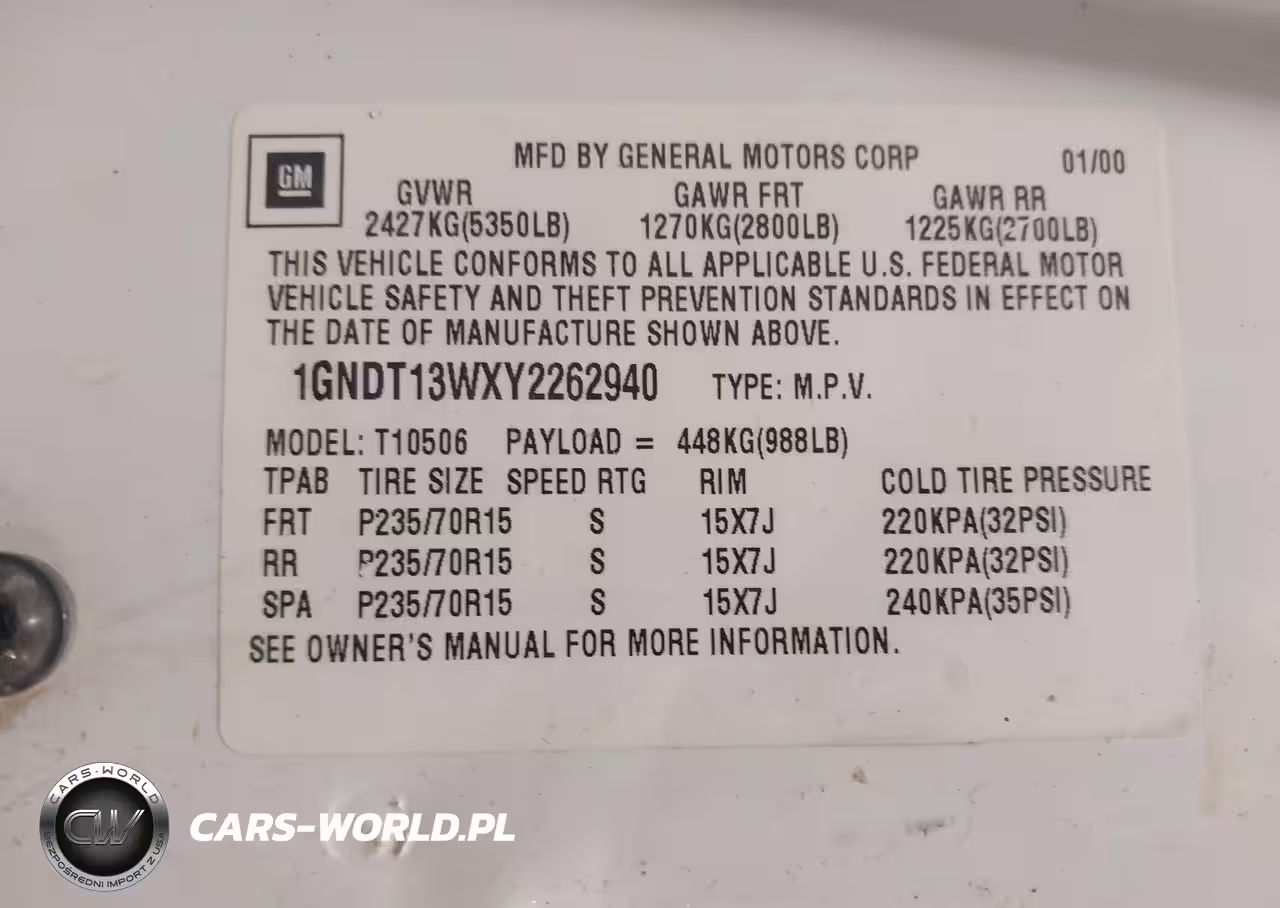 GM
MFD BY GENERAL MOTORS CORP 01/00
GVWR GAWR FRT GAWR RR
2427KG(5350LB) 1270KG(2800LB) 1225KG(2700LB)
THIS VEHICLE CONFORMS TO ALL APPLICABLE U.S. FEDERAL MOTOR
VEHICLE SAFETY AND THEFT PREVENTION STANDARDS IN EFFECT ON
THE DATE OF MANUFACTURE SHOWN ABOVE.
1GNDT13WXY2262940 TYPE: M.P.V.
MODEL: T10506 PAYLOAD = 448KG(988LB)
TPAB TIRE SIZE SPEED RTG RIM COLD TIRE PRESSURE
FRT P235/70R15 S 15X7J 220KPA(32PSI)
RR P235/70R15 S 15X7J 220KPA(32PSI)
SPA P235/70R15 S 15X7J 240KPA(35PSI)
SEE OWNER'S MANUAL FOR MORE INFORMATION.
CARS-WORLD
CW
BEZPOŚREDNI IMPORT Z USA
CARS-WORLD.PL